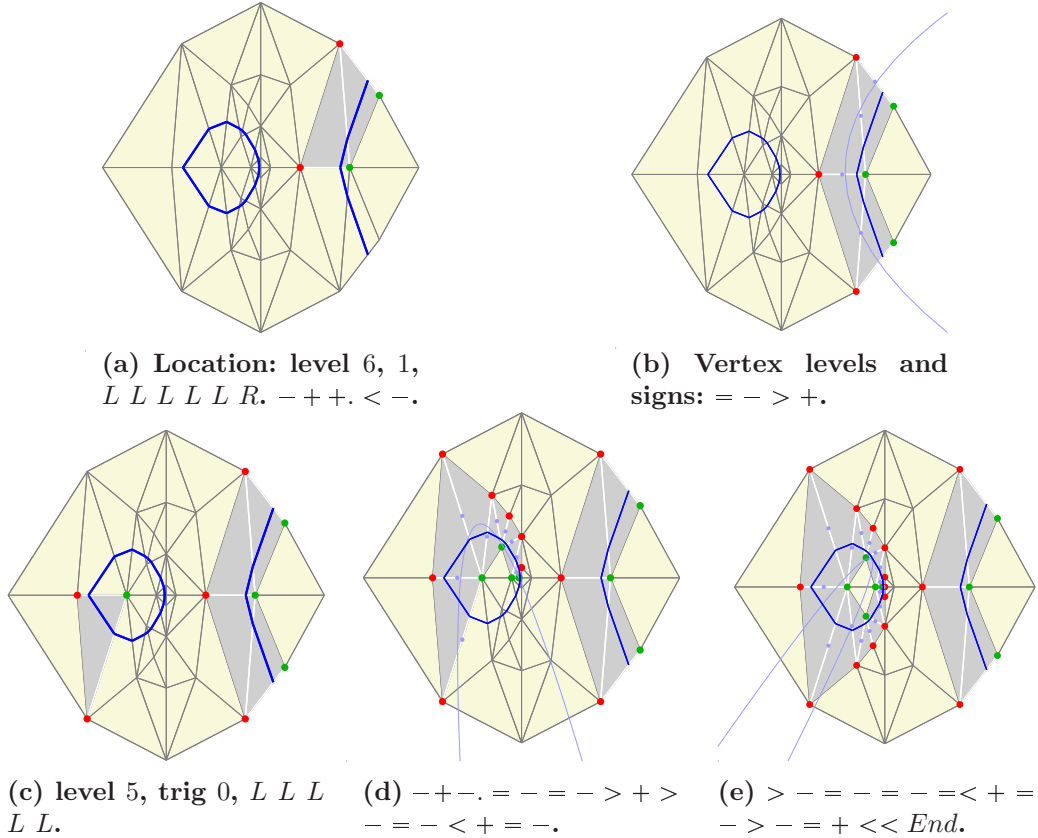 (a) Location: level 6, 1,
L L L L L R. − + +. < −.
(b) Vertex levels and
signs: = − > +.
(c) level 5, trig 0, L L L
L L.
(d) − + −. = − = − > + >
− = − < + = −.
(e) > − = − = − =< + =
− > − = + << End.